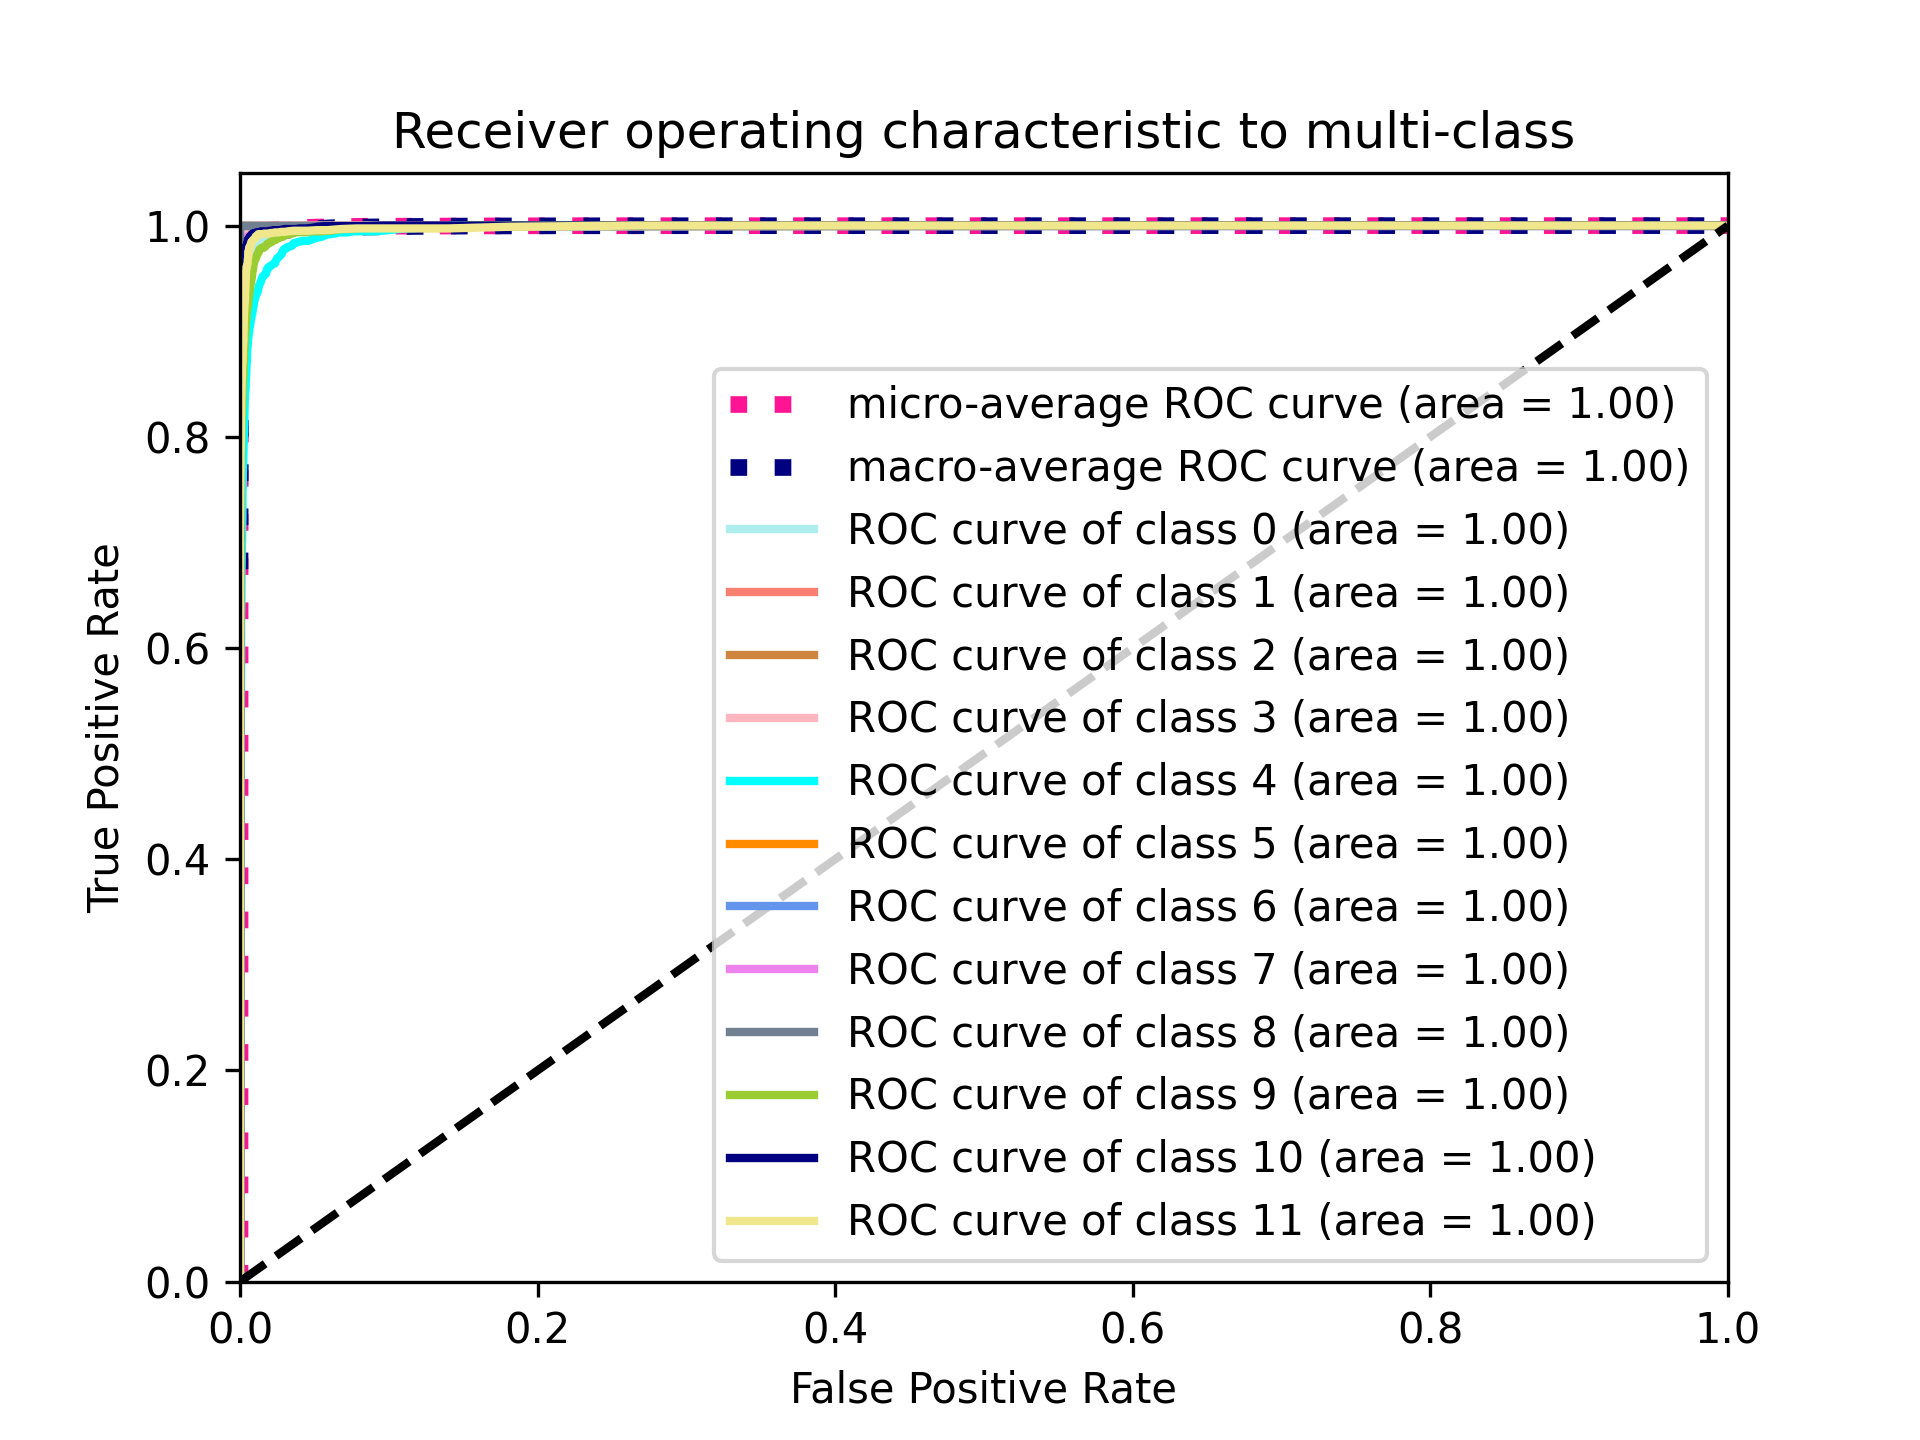 Receiver operating characteristic to multi-class
1.0
0.8
0.6
0.4
0.2
0.0
True Positive Rate
micro-average ROC curve (area = 1.00)
macro-average ROC curve (area = 1.00)
ROC curve of class 0 (area = 1.00)
ROC curve of class 1 (area = 1.00)
ROC curve of class 2 (area = 1.00)
ROC curve of class 3 (area = 1.00)
ROC curve of class 4 (area = 1.00)
ROC curve of class 5 (area = 1.00)
ROC curve of class 6 (area = 1.00)
ROC curve of class 7 (area = 1.00)
ROC curve of class 8 (area = 1.00)
ROC curve of class 9 (area = 1.00)
ROC curve of class 10 (area = 1.00)
ROC curve of class 11 (area = 1.00)
0.0 0.2 0.4 0.6 0.8 1.0
False Positive Rate